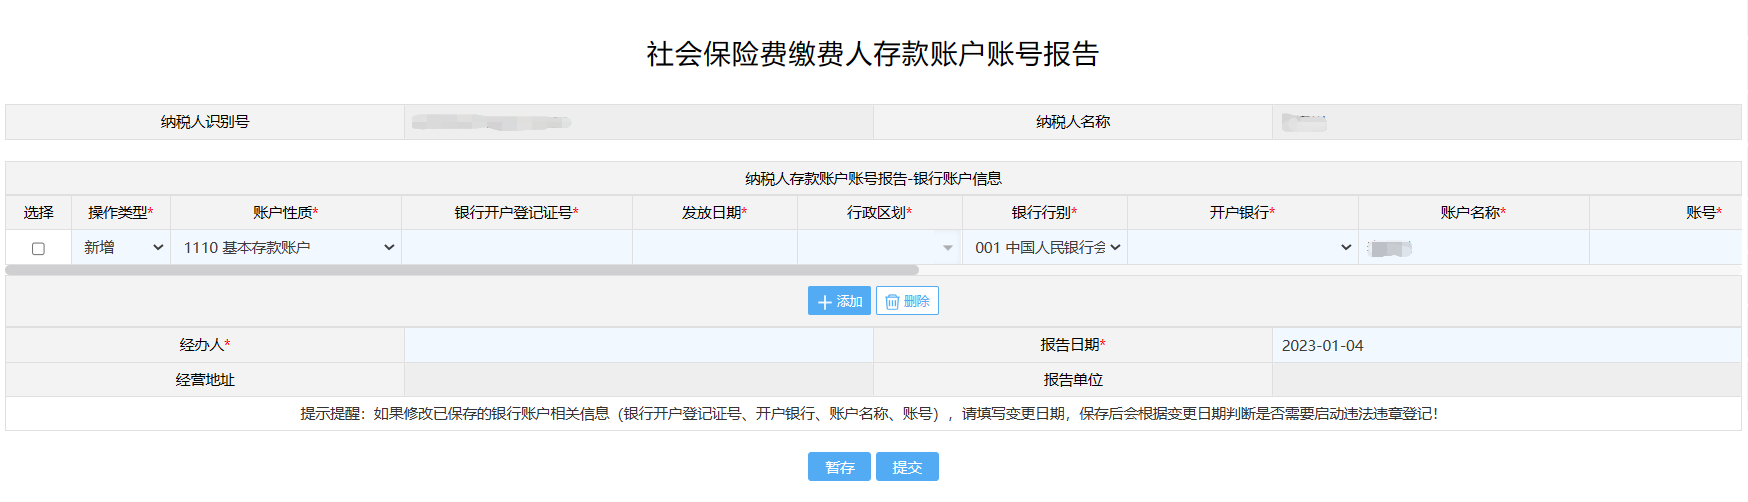 社会保险费缴费人存款账户账号报告
纳税人识别号 纳税人名称
纳税人存款账户账号报告-银行账户信息
选择 操作类型* 账户性质* 银行开户登记证号* 发放日期* 行政区划* 银行行别* 开户银行* 账户名称* 账号*
新增 1110 基本存款账户 001 中国人民银行会
添加 删除
经办人* 报告日期* 2023-01-04
经营地址 报告单位
提示提醒：如果修改已保存的银行账户相关信息（银行开户登记证号、开户银行、账户名称、账号），请填写变更日期，保存后会根据变更日期判断是否需要启动违法违章登记！
暂存 提交